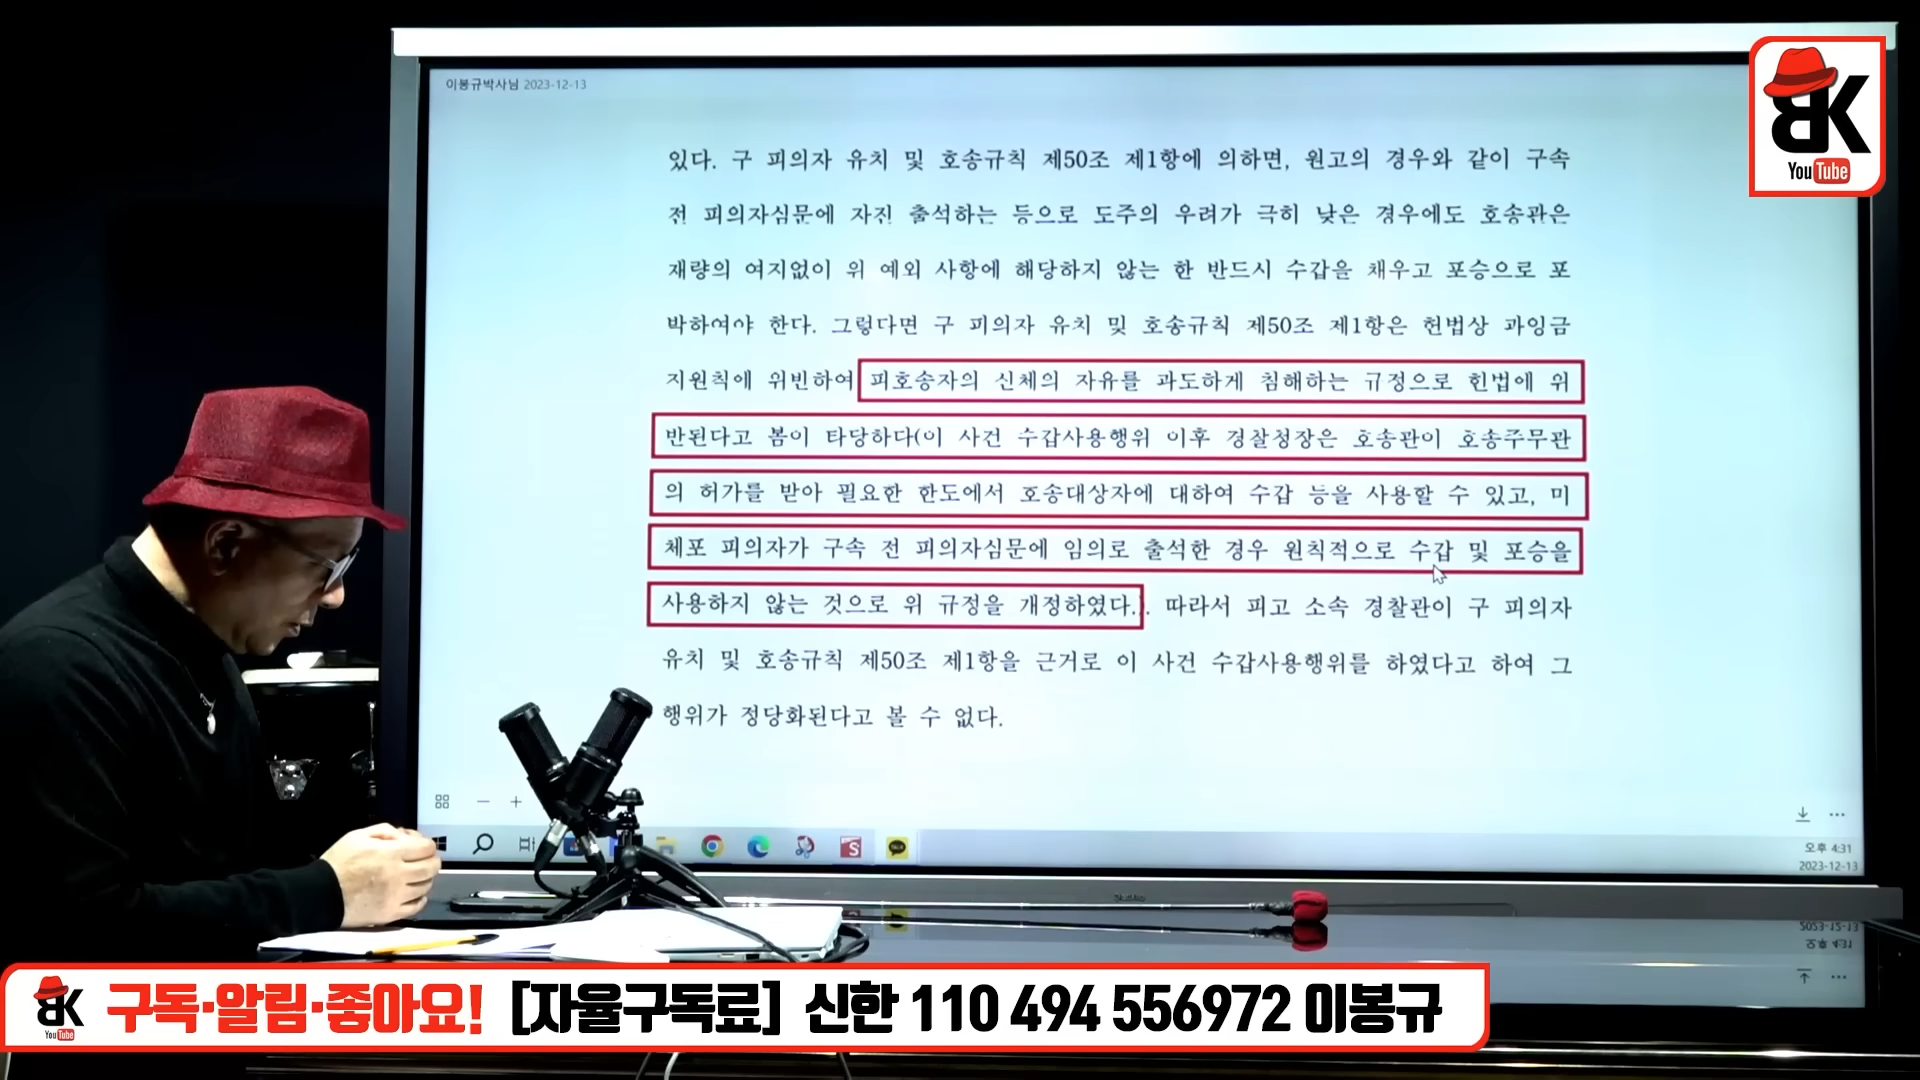 이봉규박사님 2023-12-13
BK
YouTube
있다. 구 피의자 유치 및 호송규칙 제50조 제1항에 의하면, 원고의 경우와 같이 구속
전 피의자심문에 자진 출석하는 등으로 도주의 우려가 극히 낮은 경우에도 호송관은
재량의 여지없이 위 예외 사항에 해당하지 않는 한 반드시 수갑을 채우고 포승으로 포
박하여야 한다. 그렇다면 구 피의자 유치 및 호송규칙 제50조 제1항은 헌법상 과잉금
지원칙에 위반하여 피호송자의 신체의 자유를 과도하게 침해하는 규정으로 헌법에 위
반된다고 봄이 타당하다(이 사건 수갑사용행위 이후 경찰청장은 호송관이 호송주무관
의 허가를 받아 필요한 한도에서 호송대상자에 대하여 수갑 등을 사용할 수 있고, 미
체포 피의자가 구속 전 피의자심문에 임의로 출석한 경우 원칙적으로 수갑 및 포승을
사용하지 않는 것으로 위 규정을 개정하였다.). 따라서 피고 소속 경찰관이 구 피의자
유치 및 호송규칙 제50조 제1항을 근거로 이 사건 수갑사용행위를 하였다고 하여 그
행위가 정당화된다고 볼 수 없다.
오후 4:31
2023-12-13
BK
YouTube
구독·알림·좋아요! [자율구독료] 신한 110 494 556972 이봉규